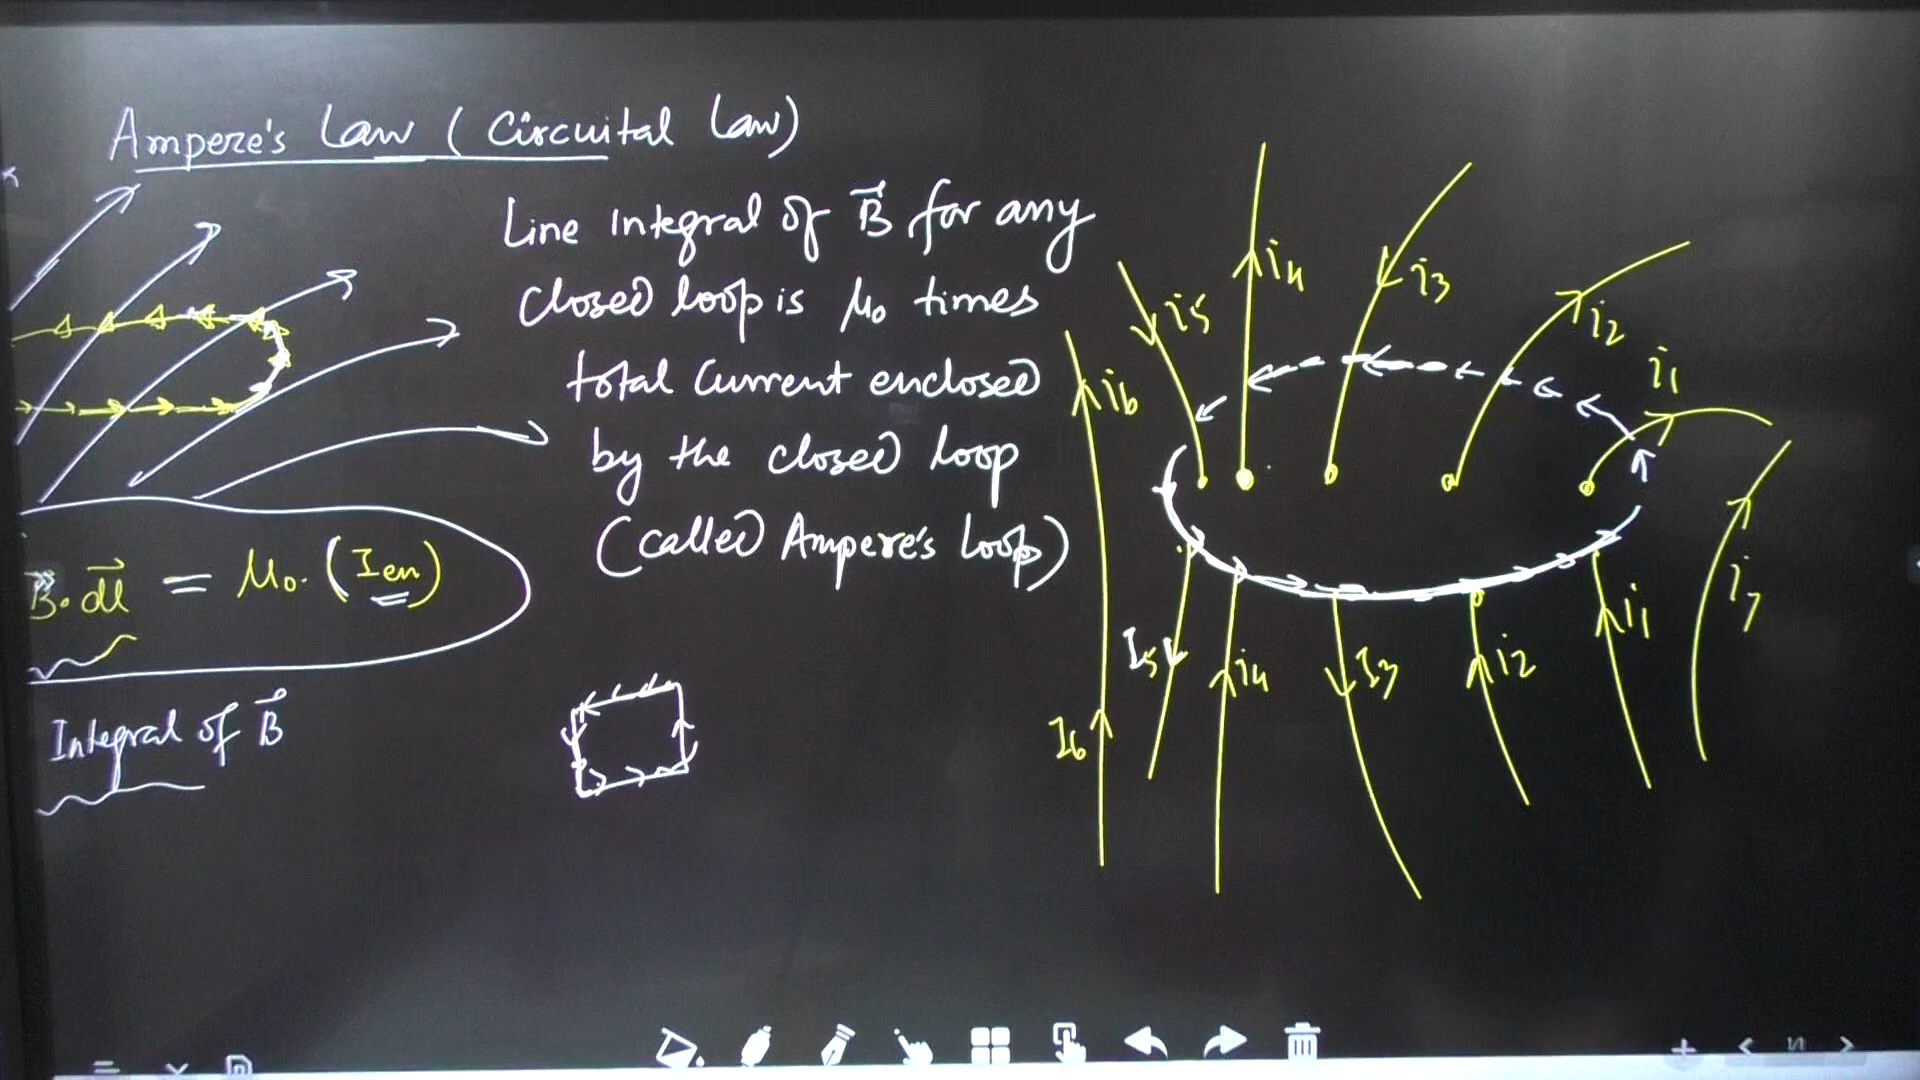 Ampere's Law (Circuital Law)
Line Integral of B⃗ for any
closed loop is μ₀ times
total current enclosed
by the closed loop
(called Ampere's Loop)
B⃗. dl⃗ = μ₀. (Ien)
Integral of B⃗
i5
i4
i3
i2
i1
i6
i7
I5
i4
I3
i2
i1
I6